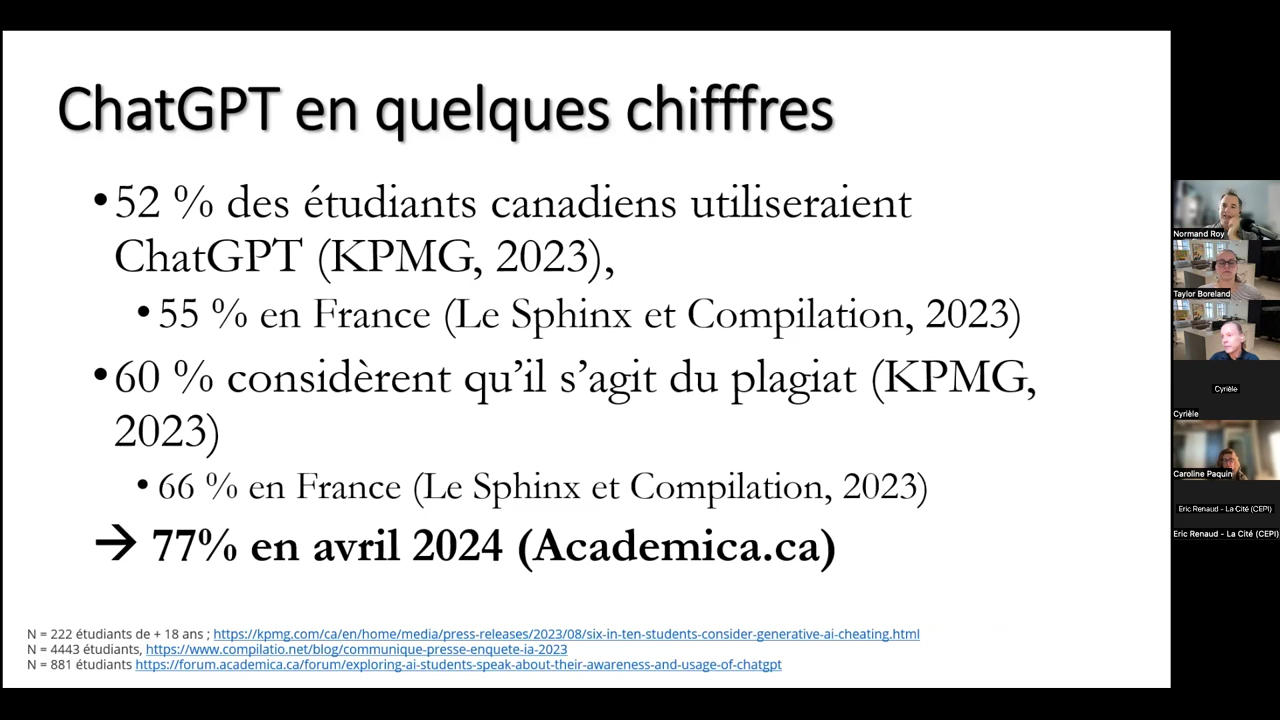 ChatGPT en quelques chifffres
•52 % des étudiants canadiens utiliseraient
ChatGPT (KPMG, 2023),
•55 % en France (Le Sphinx et Compilation, 2023)
•60 % considèrent qu’il s’agit du plagiat (KPMG,
2023)
•66 % en France (Le Sphinx et Compilation, 2023)
→ 77% en avril 2024 (Academica.ca)
N = 222 étudiants de + 18 ans ; https://kpmg.com/ca/en/home/media/press-releases/2023/08/six-in-ten-students-consider-generative-ai-cheating.html
N = 4443 étudiants, https://www.compilatio.net/blog/communique-presse-enquete-ia-2023
N = 881 étudiants https://forum.academica.ca/forum/exploring-ai-students-speak-about-their-awareness-and-usage-of-chatgpt
Normand Roy
Taylor Boreland
Cyrièle
Cyrièle
Caroline Paquin
Eric Renaud - La Cité (CEPI)
Eric Renaud - La Cité (CEPI)